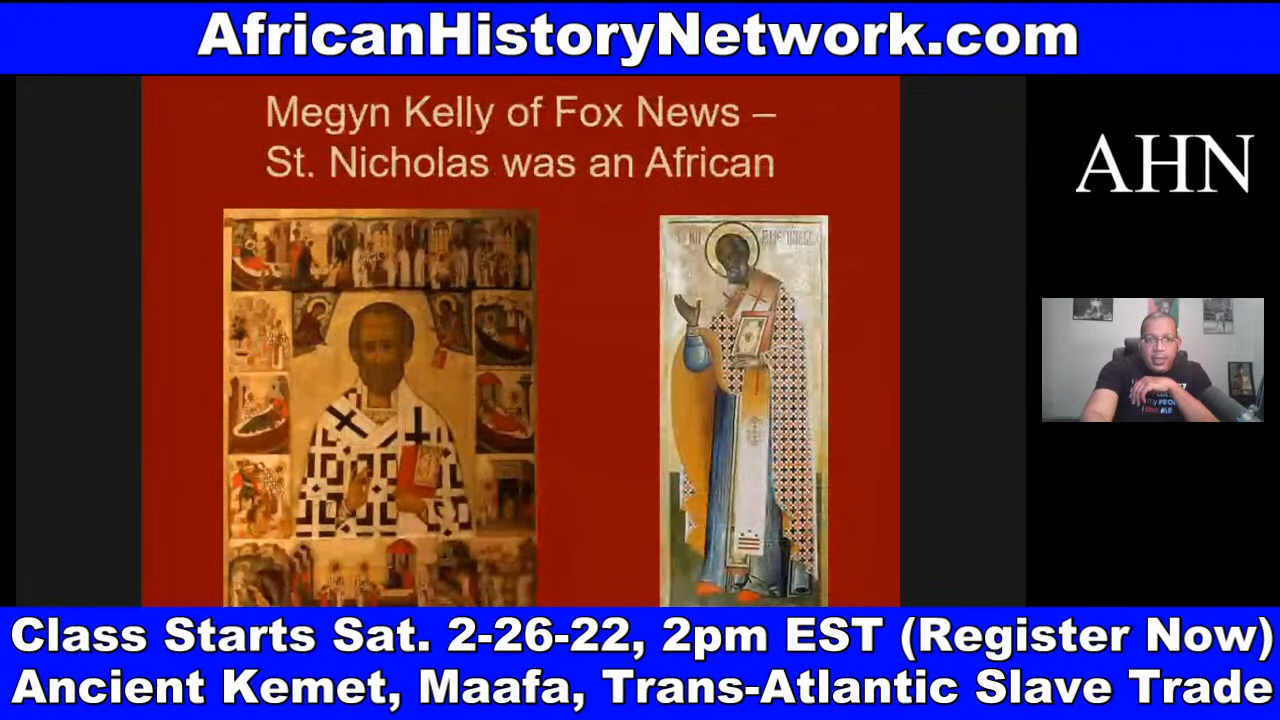 AfricanHistoryNetwork.com
Megyn Kelly of Fox News –
St. Nicholas was an African
AHN
Class Starts Sat. 2-26-22, 2pm EST (Register Now)
Ancient Kemet, Maafa, Trans-Atlantic Slave Trade